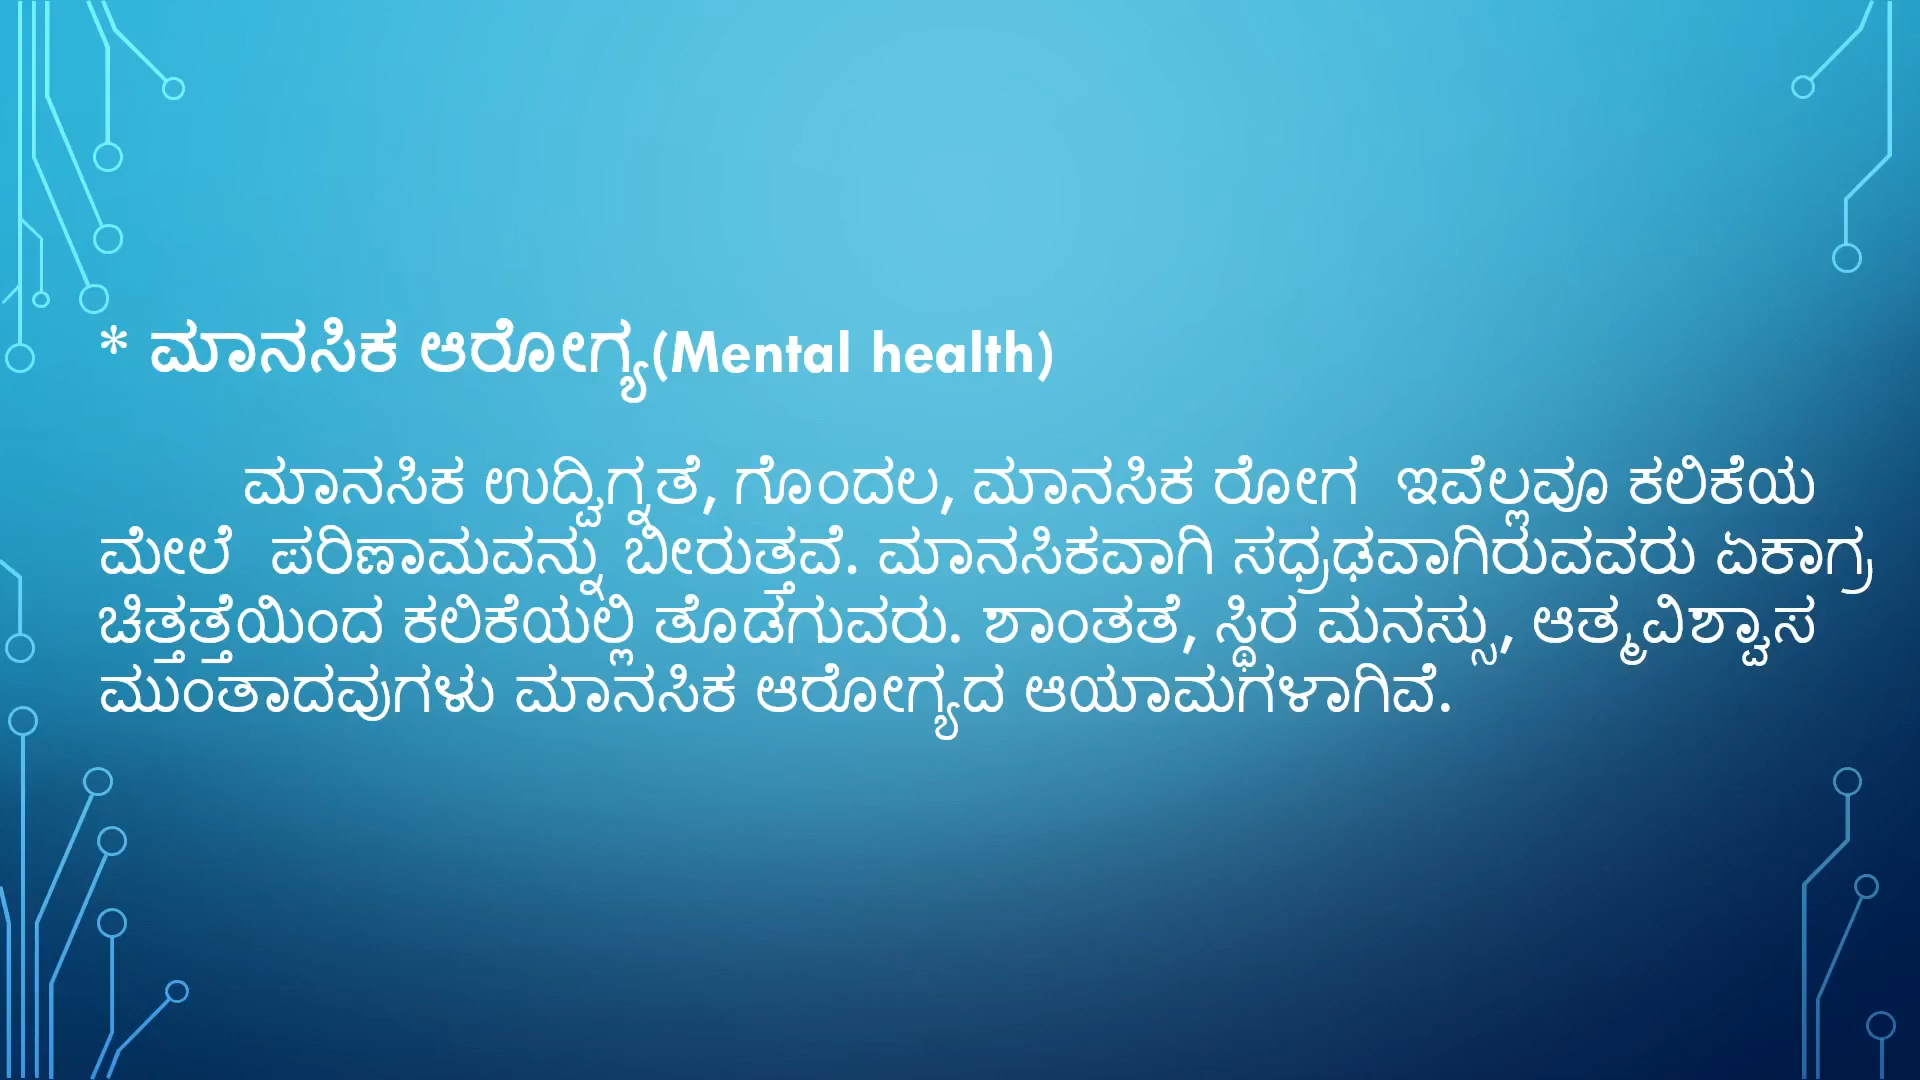 * ಮಾನಸಿಕ ಆರೋಗ್ಯ(Mental health)
ಮಾನಸಿಕ ಉದ್ವಿಗ್ನತೆ, ಗೊಂದಲ, ಮಾನಸಿಕ ರೋಗ ಇವೆಲ್ಲವೂ ಕಲಿಕೆಯ
ಮೇಲೆ ಪರಿಣಾಮವನ್ನು ಬೀರುತ್ತವೆ. ಮಾನಸಿಕವಾಗಿ ಸಧ್ರಢವಾಗಿರುವವರು ಏಕಾಗ್ರ
ಚಿತ್ತತ್ತೆಯಿಂದ ಕಲಿಕೆಯಲ್ಲಿ ತೊಡಗುವರು. ಶಾಂತತೆ, ಸ್ಥಿರ ಮನಸ್ಸು, ಆತ್ಮವಿಶ್ವಾಸ
ಮುಂತಾದವುಗಳು ಮಾನಸಿಕ ಆರೋಗ್ಯದ ಆಯಾಮಗಳಾಗಿವೆ.